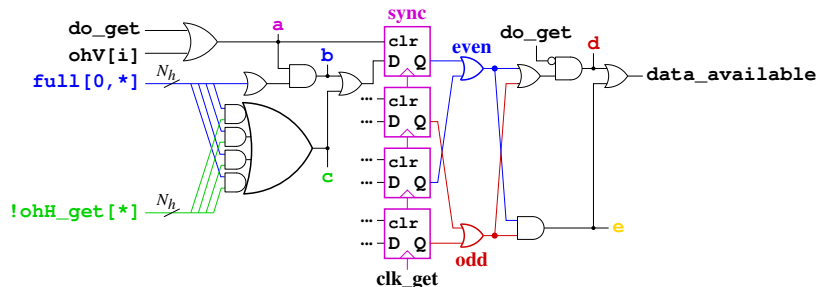 sync
do_get
a
do_get
d
ohV[i]
clr
even
b
D Q
full[0,*]
N_h
data_available
clr
D Q
c
clr
D Q
!ohH_get[*]
N_h
clr
D Q
e
odd
clk_get